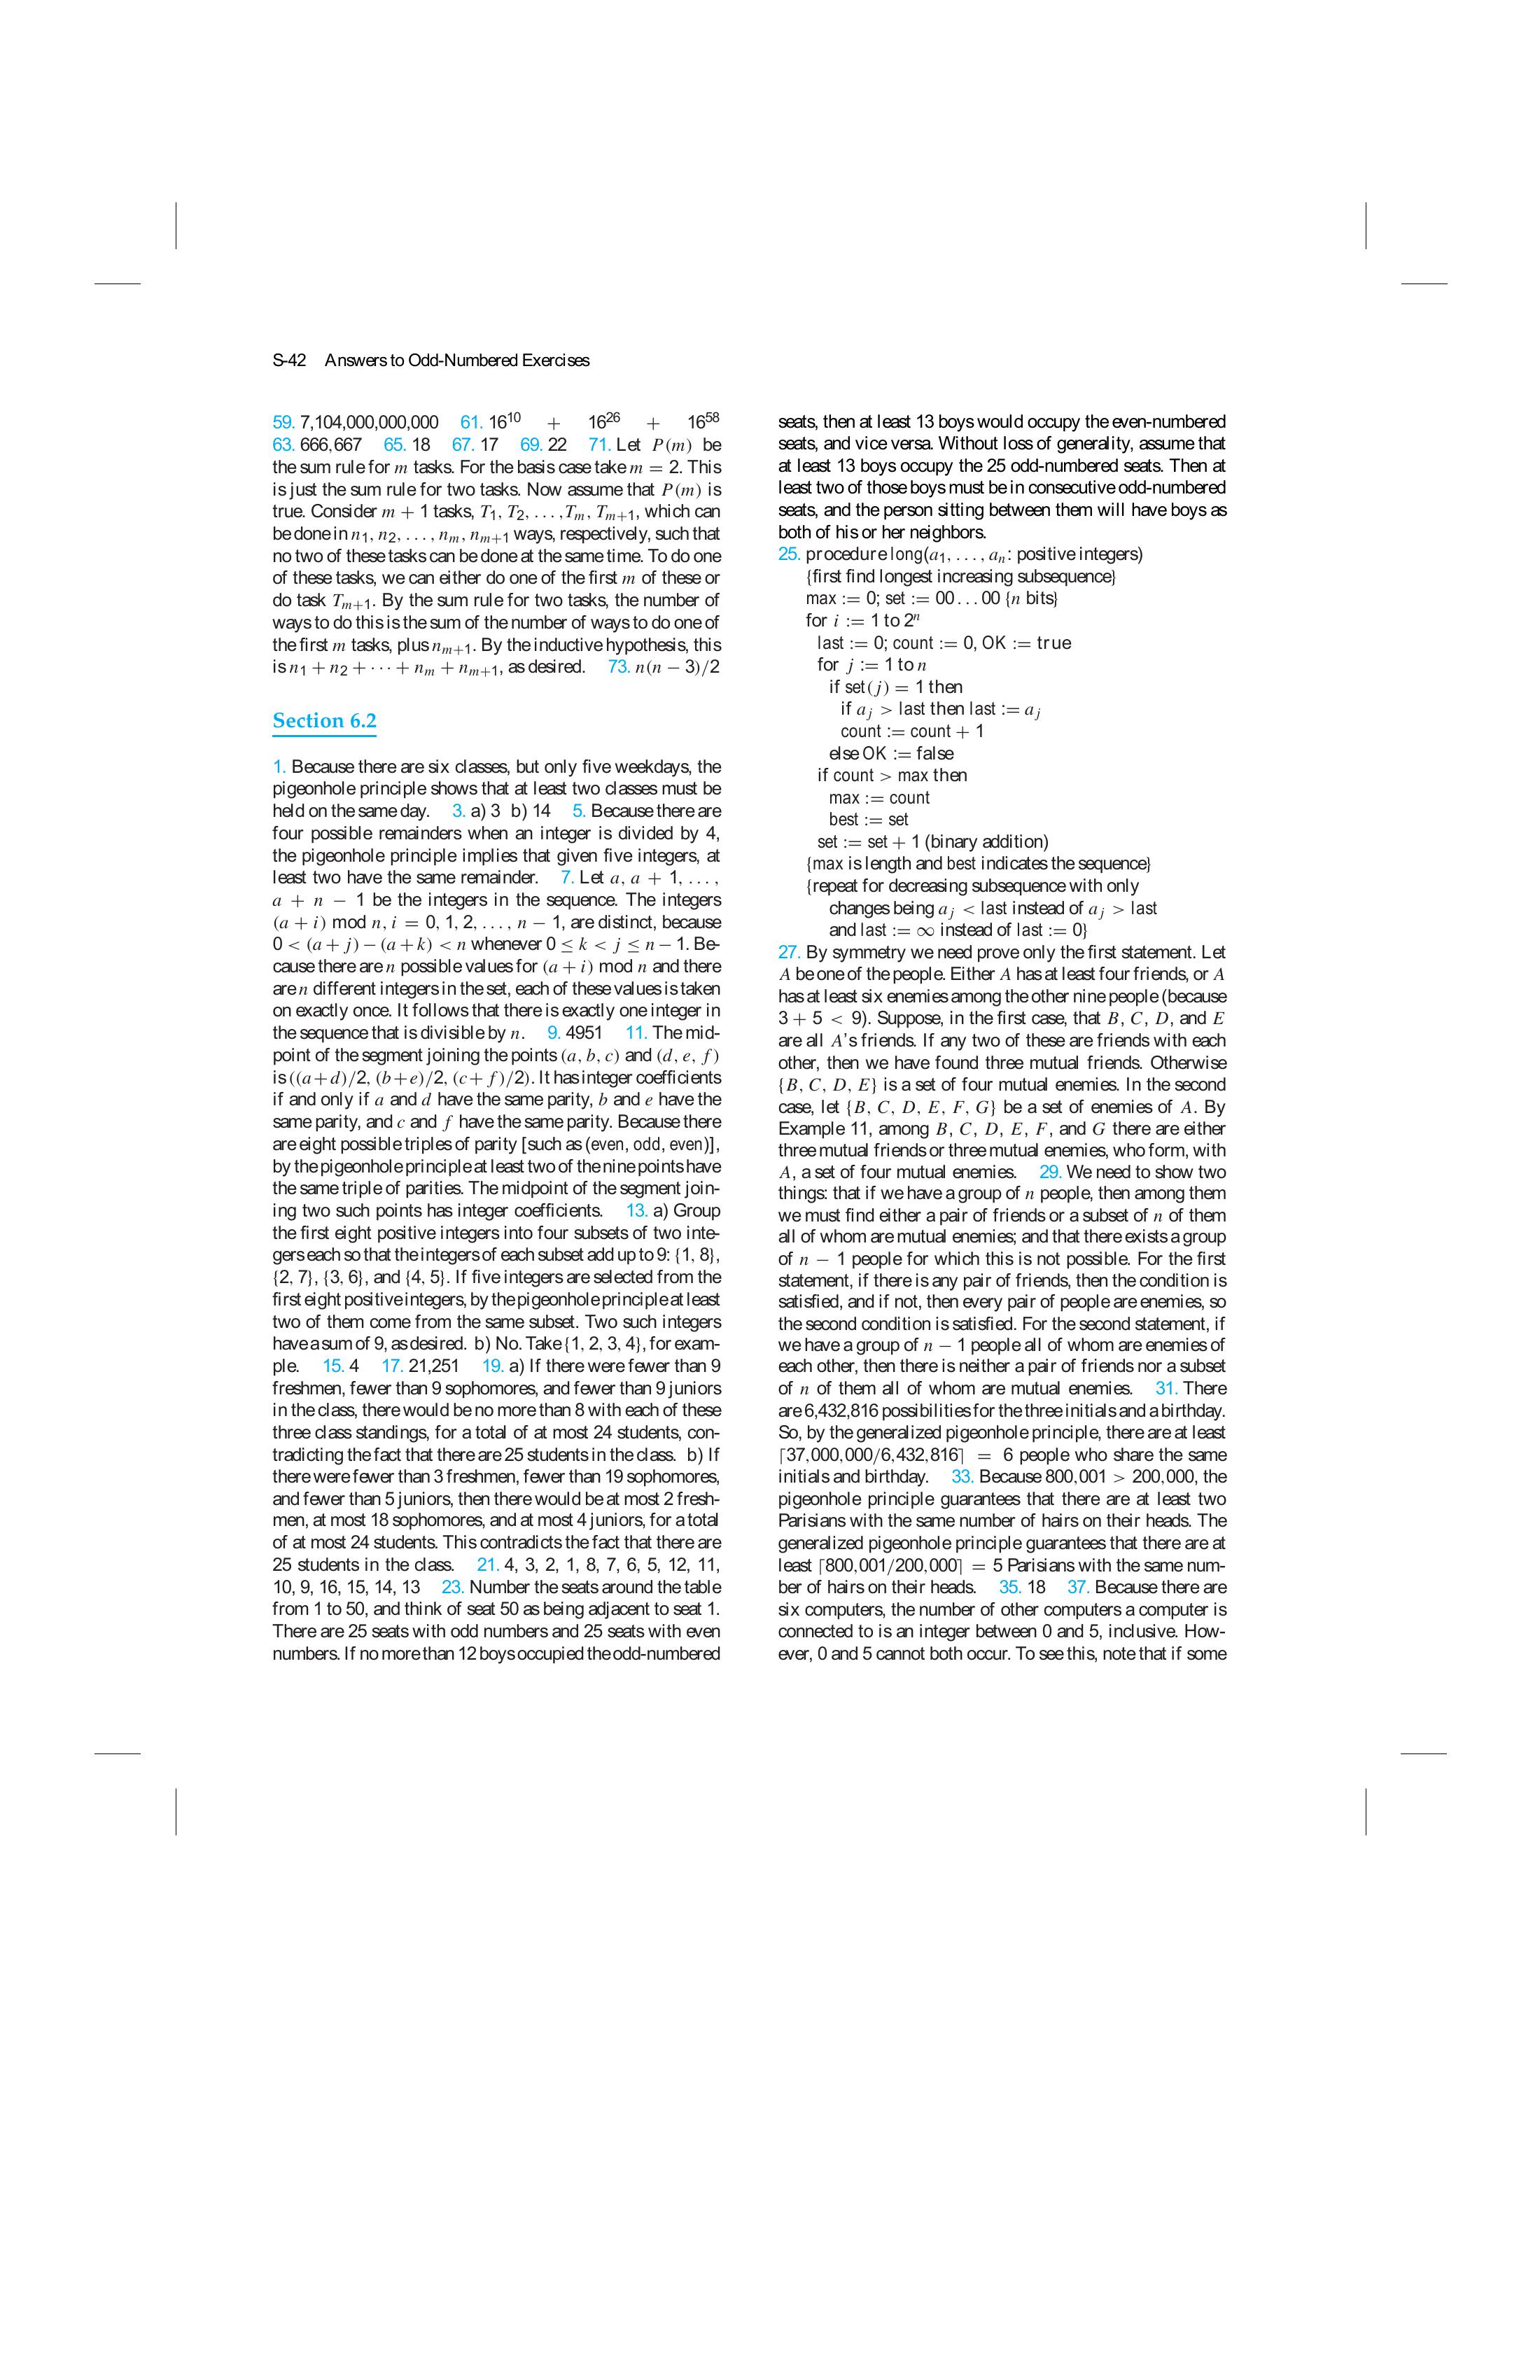 S-42 Answers to Odd-Numbered Exercises
59. 7,104,000,000,000 61. 16^10 + 16^26 + 16^58
63. 666,667 65. 18 67. 17 69. 22 71. Let P(m) be
the sum rule for m tasks. For the basis case take m = 2. This
is just the sum rule for two tasks. Now assume that P(m) is
true. Consider m + 1 tasks, T1, T2, . . . ,Tm, Tm+1, which can
be done in n1, n2, . . . , nm, nm+1 ways, respectively, such that
no two of these tasks can be done at the same time. To do one
of these tasks, we can either do one of the first m of these or
do task Tm+1. By the sum rule for two tasks, the number of
ways to do this is the sum of the number of ways to do one of
the first m tasks, plus nm+1. By the inductive hypothesis, this
is n1 + n2 + · · · + nm + nm+1, as desired. 73. n(n − 3)/2
Section 6.2
1. Because there are six classes, but only five weekdays, the
pigeonhole principle shows that at least two classes must be
held on the same day. 3. a) 3 b) 14 5. Because there are
four possible remainders when an integer is divided by 4,
the pigeonhole principle implies that given five integers, at
least two have the same remainder. 7. Let a, a + 1, . . . ,
a + n − 1 be the integers in the sequence. The integers
(a + i) mod n, i = 0, 1, 2, . . . , n − 1, are distinct, because
0 < (a + j) − (a + k) < n whenever 0 ≤ k < j ≤ n − 1. Be-
cause there are n possible values for (a + i) mod n and there
are n different integers in the set, each of these values is taken
on exactly once. It follows that there is exactly one integer in
the sequence that is divisible by n. 9. 4951 11. The mid-
point of the segment joining the points (a, b, c) and (d, e, f)
is ((a+d)/2, (b+e)/2, (c+f)/2). It has integer coefficients
if and only if a and d have the same parity, b and e have the
same parity, and c and f have the same parity. Because there
are eight possible triples of parity [such as (even, odd, even)],
by the pigeonhole principle at least two of the nine points have
the same triple of parities. The midpoint of the segment join-
ing two such points has integer coefficients. 13. a) Group
the first eight positive integers into four subsets of two inte-
gers each so that the integers of each subset add up to 9: {1, 8},
{2, 7}, {3, 6}, and {4, 5}. If five integers are selected from the
first eight positive integers, by the pigeonhole principle at least
two of them come from the same subset. Two such integers
have a sum of 9, as desired. b) No. Take {1, 2, 3, 4}, for exam-
ple. 15. 4 17. 21,251 19. a) If there were fewer than 9
freshmen, fewer than 9 sophomores, and fewer than 9 juniors
in the class, there would be no more than 8 with each of these
three class standings, for a total of at most 24 students, con-
tradicting the fact that there are 25 students in the class. b) If
there were fewer than 3 freshmen, fewer than 19 sophomores,
and fewer than 5 juniors, then there would be at most 2 fresh-
men, at most 18 sophomores, and at most 4 juniors, for a total
of at most 24 students. This contradicts the fact that there are
25 students in the class. 21. 4, 3, 2, 1, 8, 7, 6, 5, 12, 11,
10, 9, 16, 15, 14, 13 23. Number the seats around the table
from 1 to 50, and think of seat 50 as being adjacent to seat 1.
There are 25 seats with odd numbers and 25 seats with even
numbers. If no more than 12 boys occupied the odd-numbered
seats, then at least 13 boys would occupy the even-numbered
seats, and vice versa. Without loss of generality, assume that
at least 13 boys occupy the 25 odd-numbered seats. Then at
least two of those boys must be in consecutive odd-numbered
seats, and the person sitting between them will have boys as
both of his or her neighbors.
25. procedure long(a1, . . . , an: positive integers)
{first find longest increasing subsequence}
max := 0; set := 00 . . . 00 {n bits}
for i := 1 to 2^n
last := 0; count := 0, OK := true
for j := 1 to n
if set(j) = 1 then
if aj > last then last := aj
count := count + 1
else OK := false
if count > max then
max := count
best := set
set := set + 1 (binary addition)
{max is length and best indicates the sequence}
{repeat for decreasing subsequence with only
changes being aj < last instead of aj > last
and last := ∞ instead of last := 0}
27. By symmetry we need prove only the first statement. Let
A be one of the people. Either A has at least four friends, or A
has at least six enemies among the other nine people (because
3 + 5 < 9). Suppose, in the first case, that B, C, D, and E
are all A's friends. If any two of these are friends with each
other, then we have found three mutual friends. Otherwise
{B, C, D, E} is a set of four mutual enemies. In the second
case, let {B, C, D, E, F, G} be a set of enemies of A. By
Example 11, among B, C, D, E, F, and G there are either
three mutual friends or three mutual enemies, who form, with
A, a set of four mutual enemies. 29. We need to show two
things: that if we have a group of n people, then among them
we must find either a pair of friends or a subset of n of them
all of whom are mutual enemies; and that there exists a group
of n − 1 people for which this is not possible. For the first
statement, if there is any pair of friends, then the condition is
satisfied, and if not, then every pair of people are enemies, so
the second condition is satisfied. For the second statement, if
we have a group of n − 1 people all of whom are enemies of
each other, then there is neither a pair of friends nor a subset
of n of them all of whom are mutual enemies. 31. There
are 6,432,816 possibilities for the three initials and a birthday.
So, by the generalized pigeonhole principle, there are at least
⌈37,000,000/6,432,816⌉ = 6 people who share the same
initials and birthday. 33. Because 800,001 > 200,000, the
pigeonhole principle guarantees that there are at least two
Parisians with the same number of hairs on their heads. The
generalized pigeonhole principle guarantees that there are at
least ⌈800,001/200,000⌉ = 5 Parisians with the same num-
ber of hairs on their heads. 35. 18 37. Because there are
six computers, the number of other computers a computer is
connected to is an integer between 0 and 5, inclusive. How-
ever, 0 and 5 cannot both occur. To see this, note that if some